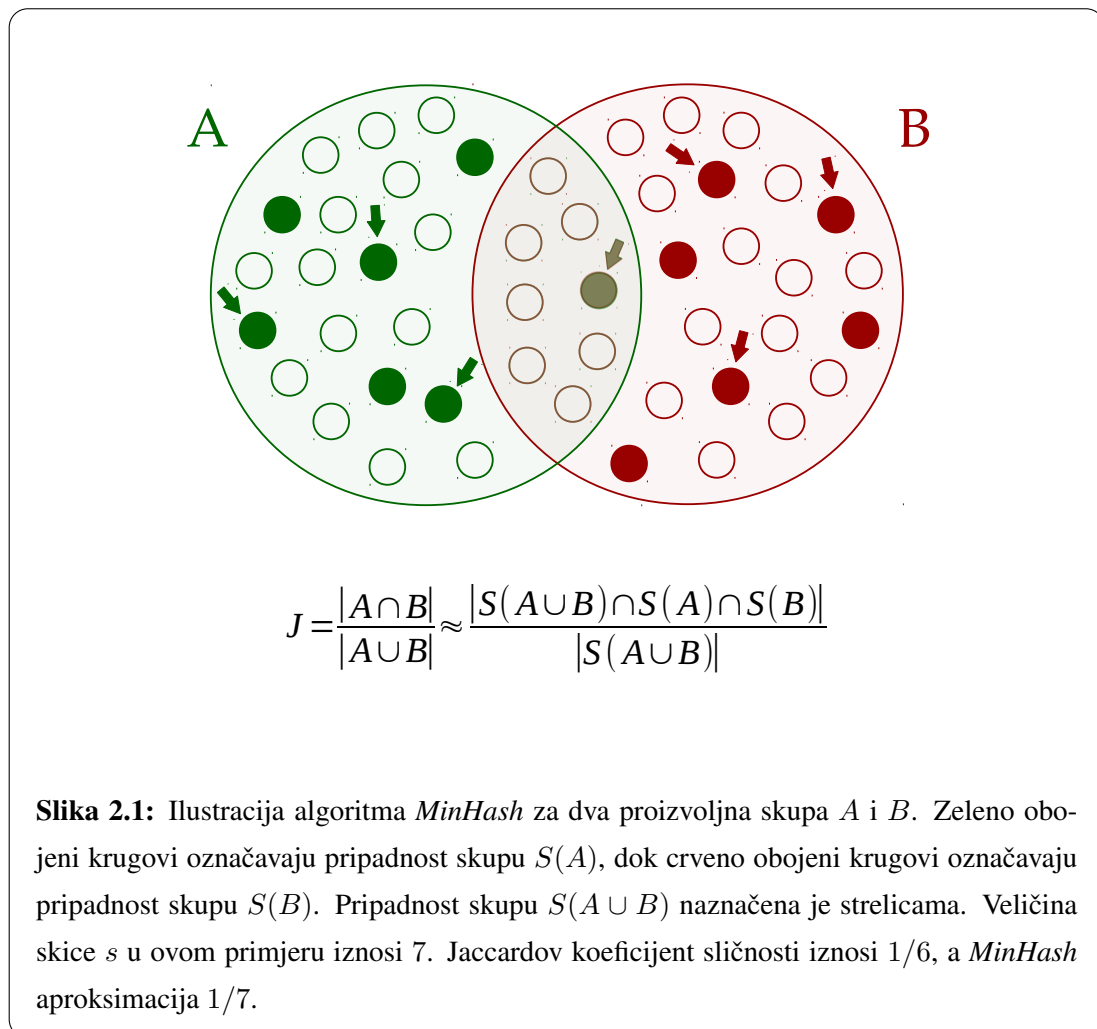 A
B
J = |A∩B| / |A∪B| ≈ |S(A∪B)∩S(A)∩S(B)| / |S(A∪B)|
Slika 2.1: Ilustracija algoritma MinHash za dva proizvoljna skupa A i B. Zeleno obo-
jeni krugovi označavaju pripadnost skupu S(A), dok crveno obojeni krugovi označavaju
pripadnost skupu S(B). Pripadnost skupu S(A ∪ B) naznačena je strelicama. Veličina
skice s u ovom primjeru iznosi 7. Jaccardov koeficijent sličnosti iznosi 1/6, a MinHash
aproksimacija 1/7.